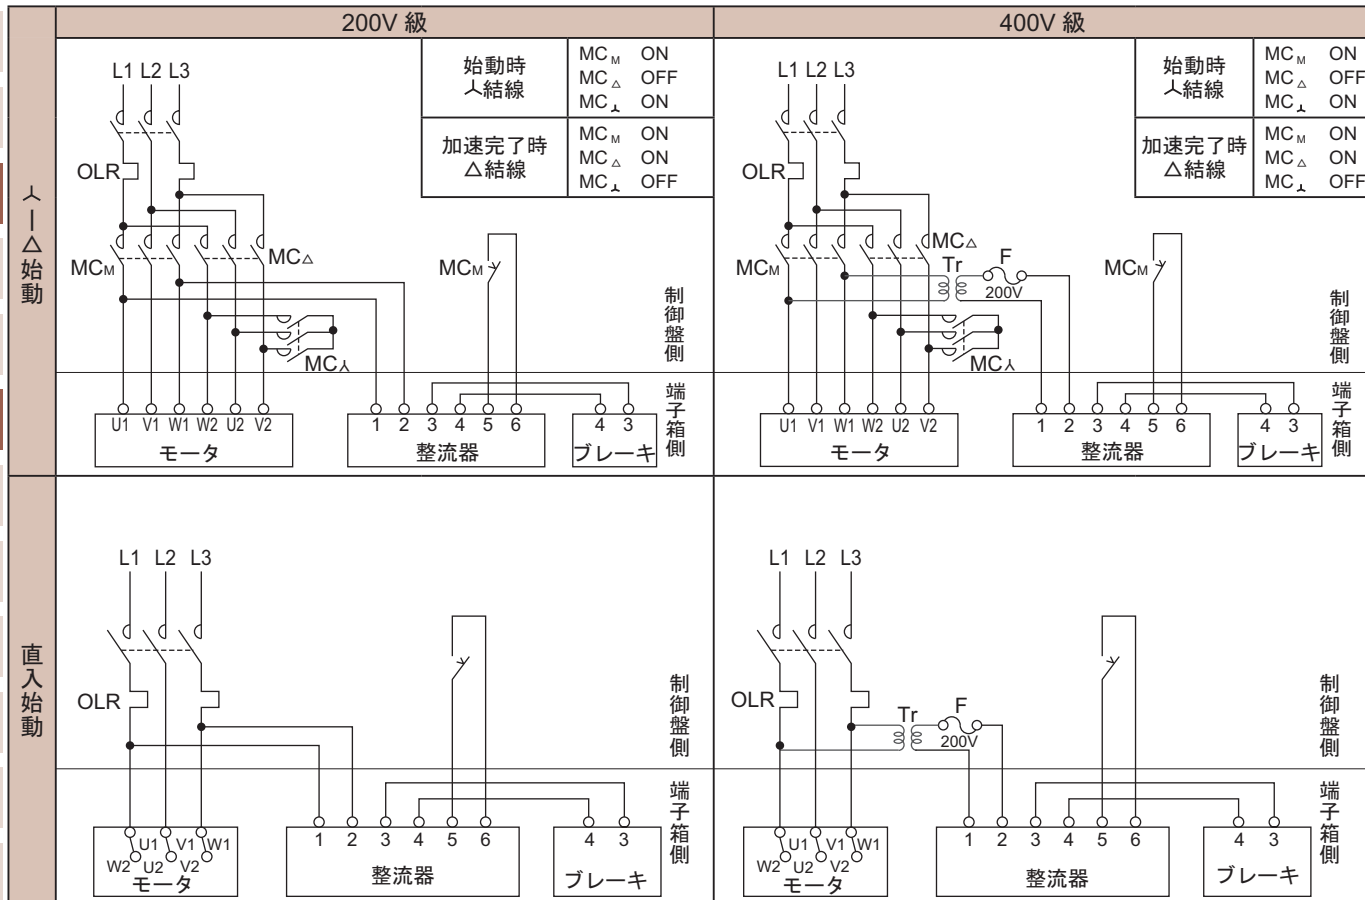 200V 級
400V 級
人ー△始動
L1 L2 L3
始動時
人結線
MCM ON
MC△ OFF
MC人 ON
加速完了時
△結線
MCM ON
MC△ ON
MC人 OFF
OLR
MCM
MC△
MCM
MC人
制御盤側
端子箱側
U1 V1 W1 W2 U2 V2
モータ
1 2 3 4 5 6
整流器
4 3
ブレーキ
L1 L2 L3
始動時
人結線
MCM ON
MC△ OFF
MC人 ON
加速完了時
△結線
MCM ON
MC△ ON
MC人 OFF
OLR
MCM
MC△
Tr
F
200V
MCM
MC人
制御盤側
端子箱側
U1 V1 W1 W2 U2 V2
モータ
1 2 3 4 5 6
整流器
4 3
ブレーキ
直入始動
L1 L2 L3
OLR
制御盤側
端子箱側
U1 V1 W1
W2 U2 V2
モータ
1 2 3 4 5 6
整流器
4 3
ブレーキ
L1 L2 L3
OLR
Tr
F
200V
制御盤側
端子箱側
U1 V1 W1
W2 U2 V2
モータ
1 2 3 4 5 6
整流器
4 3
ブレーキ